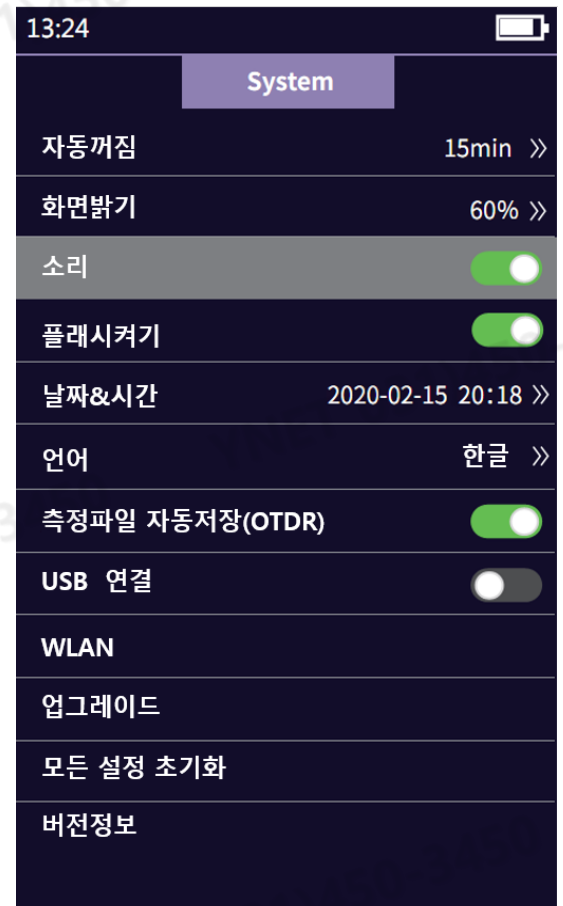 13:24
System
자동꺼짐 15min »
화면밝기 60% »
소리
플래시켜기
날짜&시간 2020-02-15 20:18 »
언어 한글 »
측정파일 자동저장(OTDR)
USB 연결
WLAN
업그레이드
모든 설정 초기화
버전정보